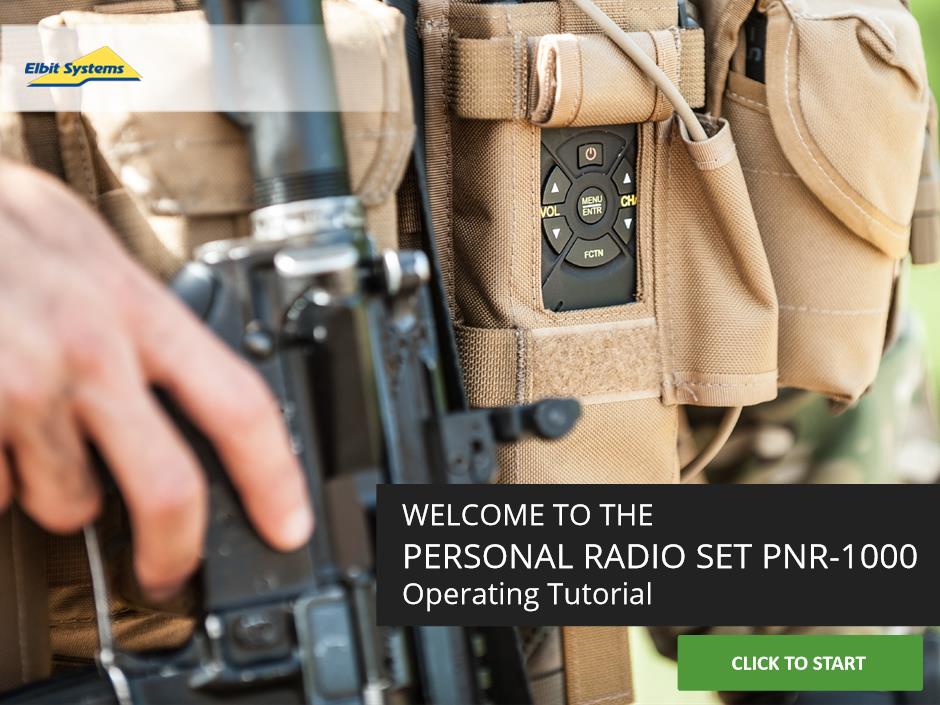 Elbit Systems
MENU
ENTR
VOL
CH
FCTN
WELCOME TO THE
PERSONAL RADIO SET PNR-1000
Operating Tutorial
CLICK TO START